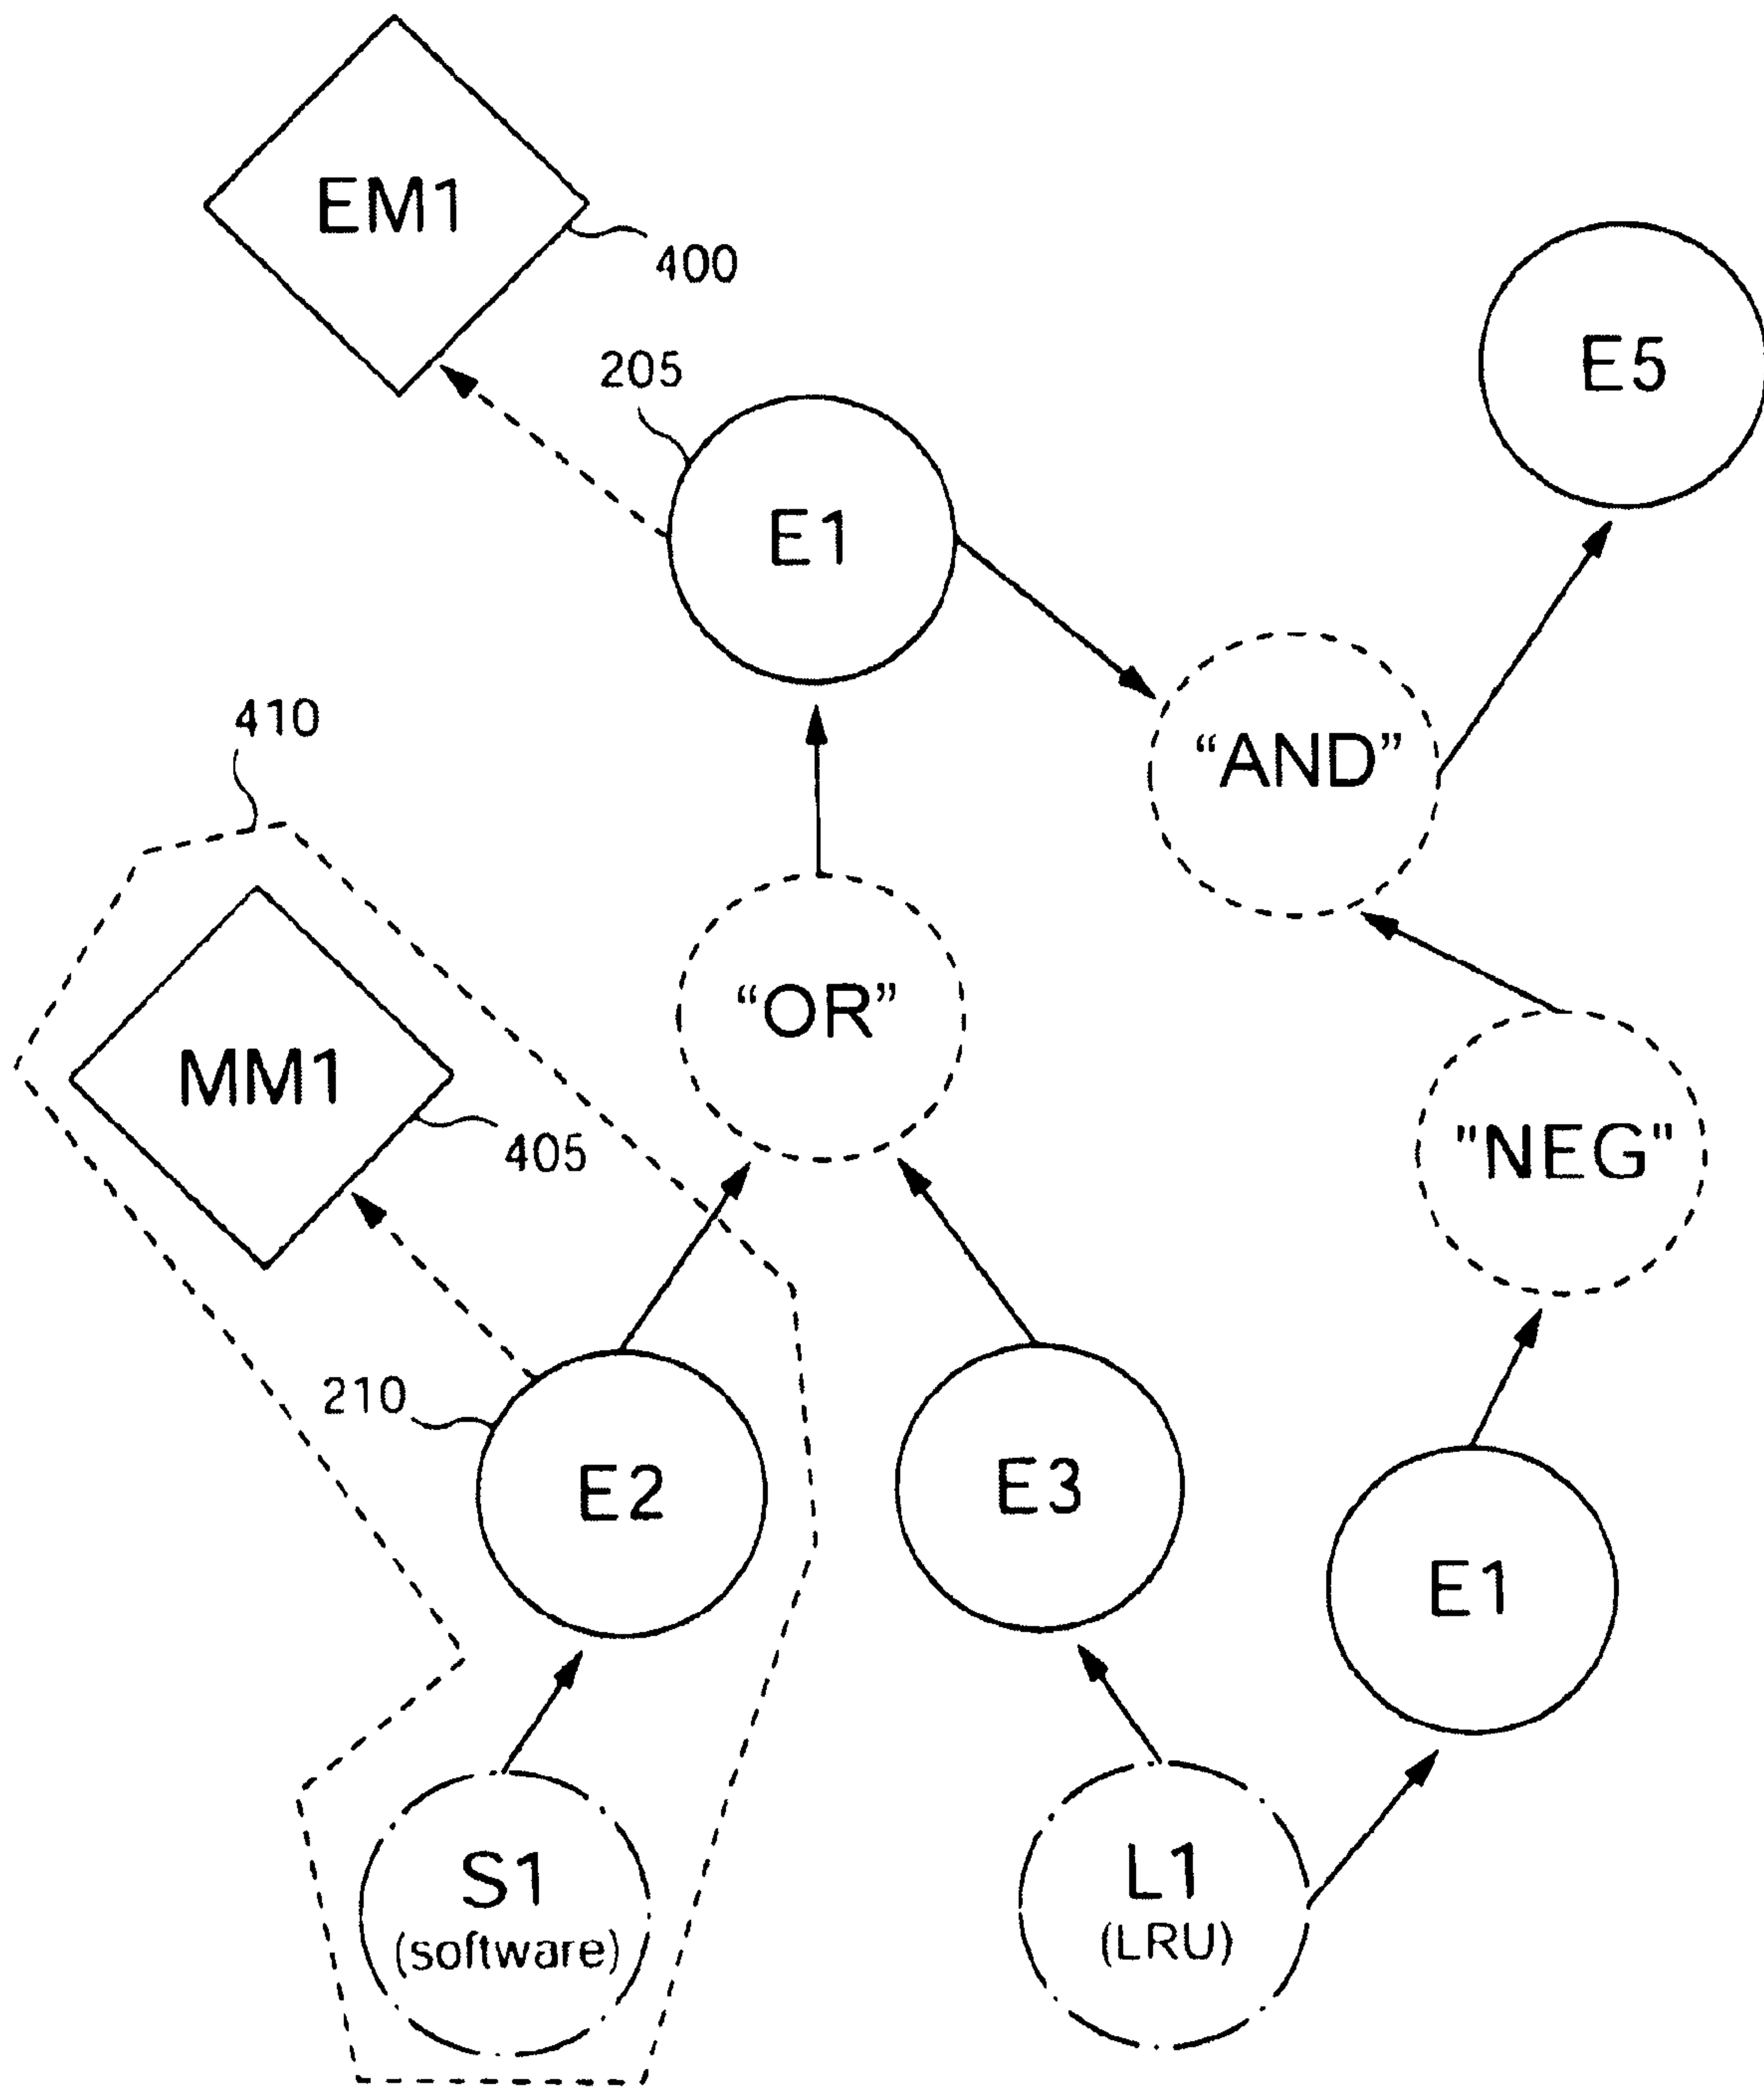 EM1
400
205
E5
E1
410
“AND”
“OR”
MM1
405
"NEG"
210
E2
E3
E1
S1
(software)
L1
(LRU)